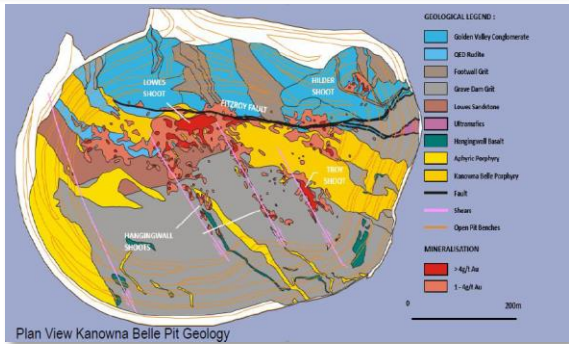 GEOLOGICAL LEGEND :
Golden Valley Conglomerate
QED Rudite
Footwall Grit
Grave Dam Grit
Lowes Sandstone
Ultramafics
Hangingwall Basalt
Aphyric Porphyry
Kanowna Belle Porphyry
Fault
Shears
Open Pit Benches
MINERALISATION
>4g/t Au
1 - 4g/t Au
0 200m
LOWES
SHOOT
HILDER
SHOOT
FITZROY FAULT
TROY
SHOOT
HANGINGWALL
SHOOTS
Plan View Kanowna Belle Pit Geology